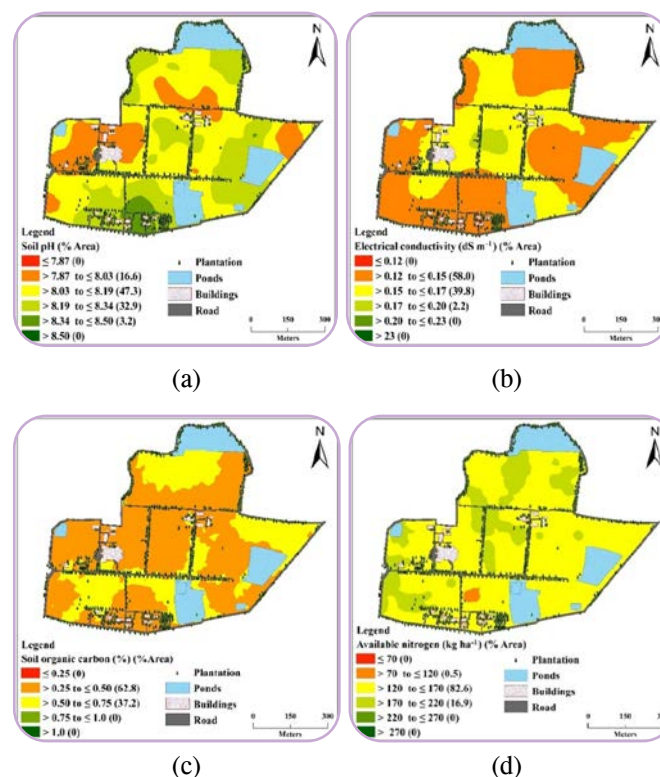 N
Legend
Soil pH (% Area)
≤ 7.87 (0)
> 7.87 to ≤ 8.03 (16.6)
> 8.03 to ≤ 8.19 (47.3)
> 8.19 to ≤ 8.34 (32.9)
> 8.34 to ≤ 8.50 (3.2)
> 8.50 (0)
Plantation
Ponds
Buildings
Road
0 150 300
Meters
(a)
N
Legend
Electrical conductivity (dS m⁻¹) (% Area)
≤ 0.12 (0)
> 0.12 to ≤ 0.15 (58.0)
> 0.15 to ≤ 0.17 (39.8)
> 0.17 to ≤ 0.20 (2.2)
> 0.20 to ≤ 0.23 (0)
> 23 (0)
Plantation
Ponds
Buildings
Road
0 150 300
Meters
(b)
N
Legend
Soil organic carbon (%) (%Area)
≤ 0.25 (0)
> 0.25 to ≤ 0.50 (62.8)
> 0.50 to ≤ 0.75 (37.2)
> 0.75 to ≤ 1.0 (0)
> 1.0 (0)
Plantation
Ponds
Buildings
Road
0 150 300
Meters
(c)
N
Legend
Available nitrogen (kg ha⁻¹) (% Area)
≤ 70 (0)
> 70 to ≤ 120 (0.5)
> 120 to ≤ 170 (82.6)
> 170 to ≤ 220 (16.9)
> 220 to ≤ 270 (0)
> 270 (0)
Plantation
Ponds
Buildings
Road
0 150 300
Meters
(d)